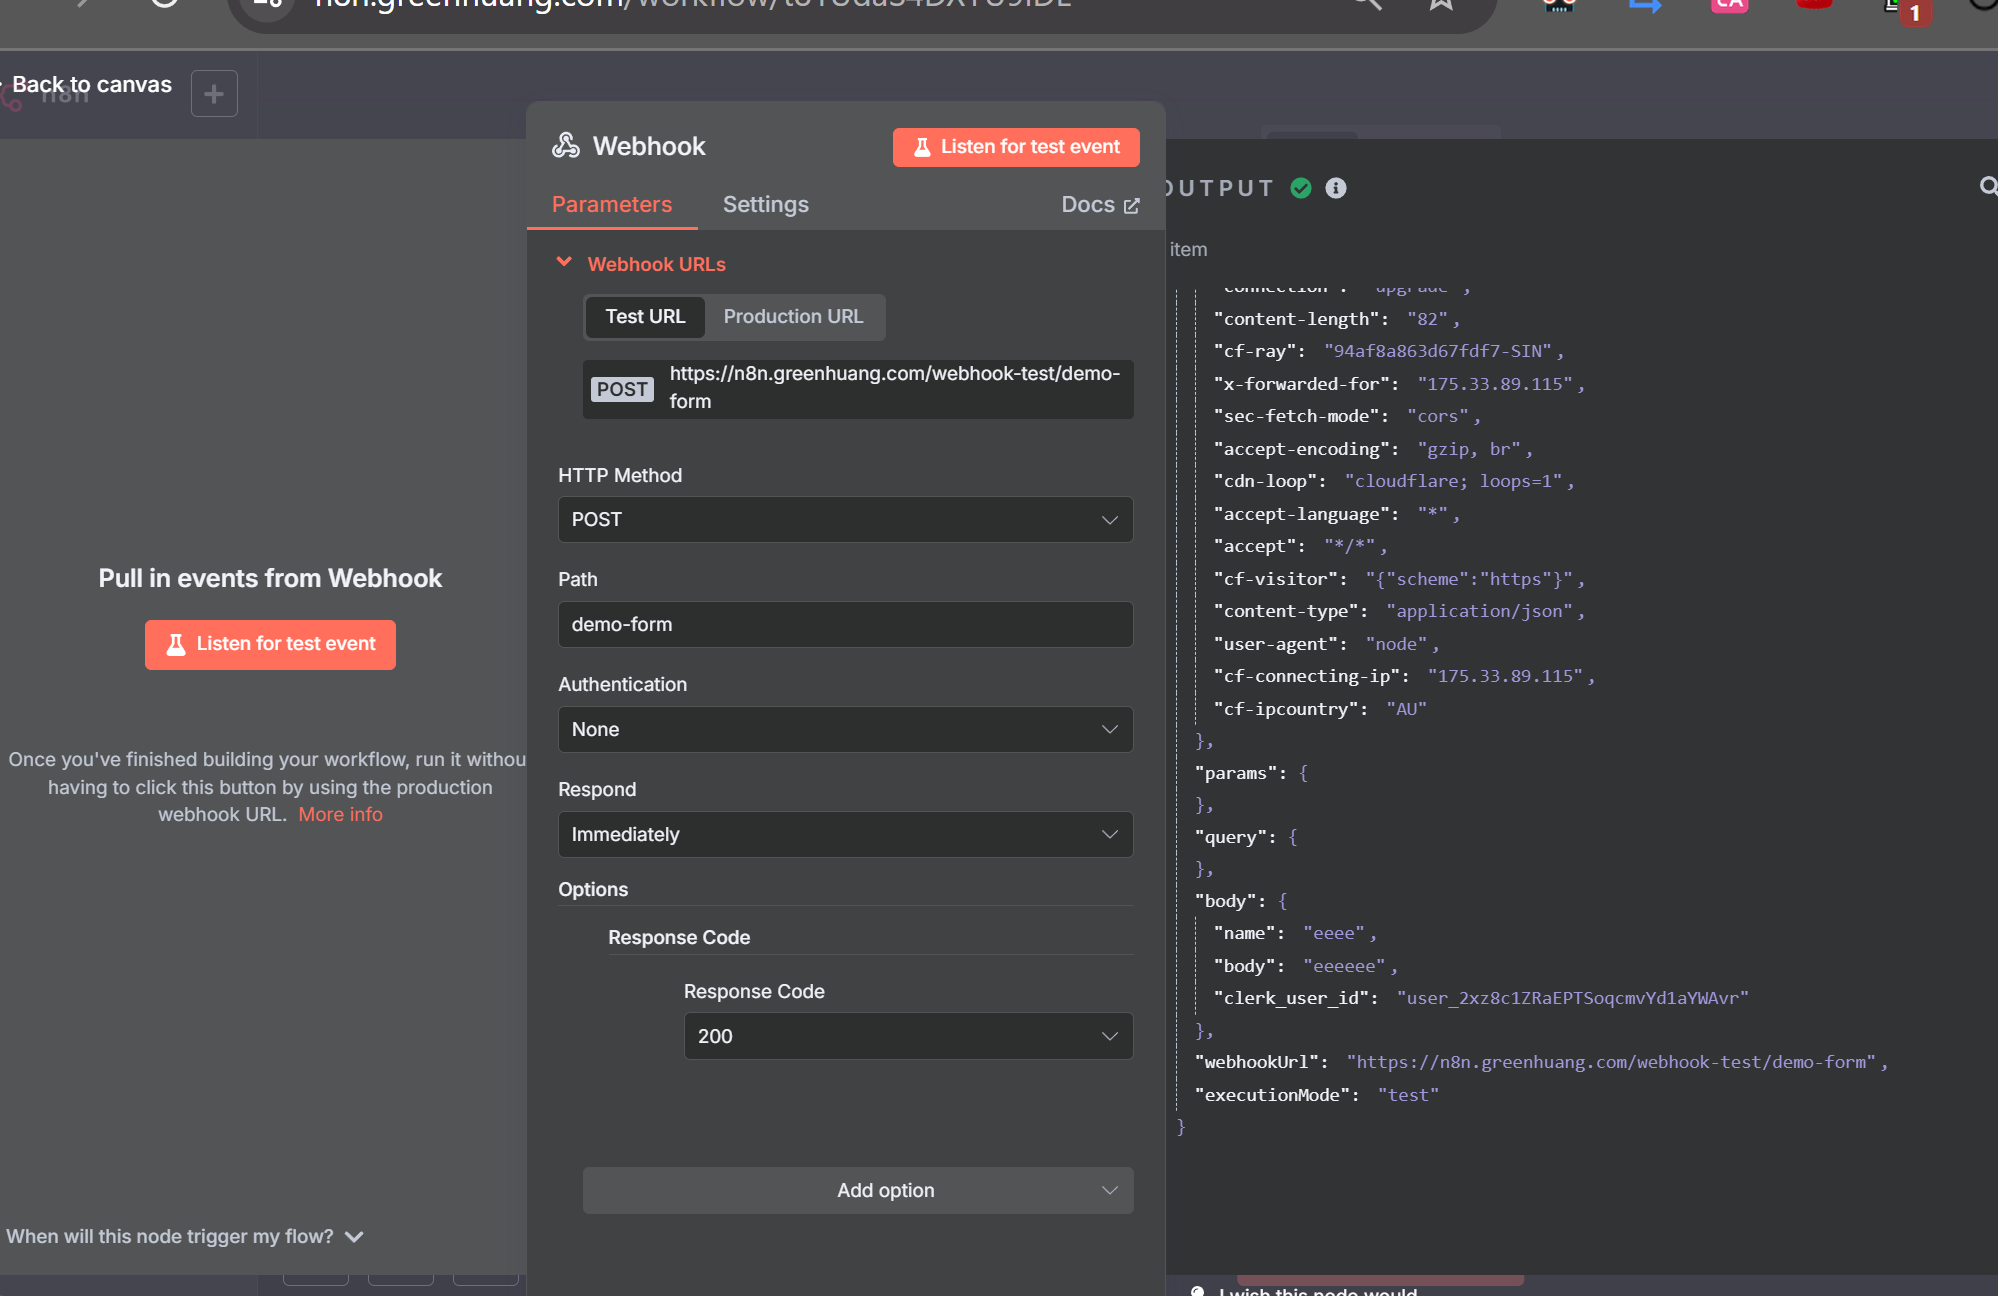 Back to canvas
n8n
Webhook
Listen for test event
Parameters
Settings
Docs
Webhook URLs
Test URL
Production URL
POST
https://n8n.greenhuang.com/webhook-test/demo-
form
HTTP Method
POST
Path
demo-form
Authentication
None
Respond
Immediately
Options
Response Code
Response Code
200
Add option
Pull in events from Webhook
Listen for test event
Once you've finished building your workflow, run it withou
having to click this button by using the production
webhook URL. More info
When will this node trigger my flow?
OUTPUT
item
"connection": "upgrade",
"content-length": "82",
"cf-ray": "94af8a863d67fdf7-SIN",
"x-forwarded-for": "175.33.89.115",
"sec-fetch-mode": "cors",
"accept-encoding": "gzip, br",
"cdn-loop": "cloudflare; loops=1",
"accept-language": "*",
"accept": "*/*",
"cf-visitor": "{"scheme":"https"}",
"content-type": "application/json",
"user-agent": "node",
"cf-connecting-ip": "175.33.89.115",
"cf-ipcountry": "AU"
},
"params": {
},
"query": {
},
"body": {
"name": "eeee",
"body": "eeeeee",
"clerk_user_id": "user_2xz8c1ZRaEPTSoqcmvYd1aYWAvr"
},
"webhookUrl": "https://n8n.greenhuang.com/webhook-test/demo-form",
"executionMode": "test"
}
I wish this node would
CA
1